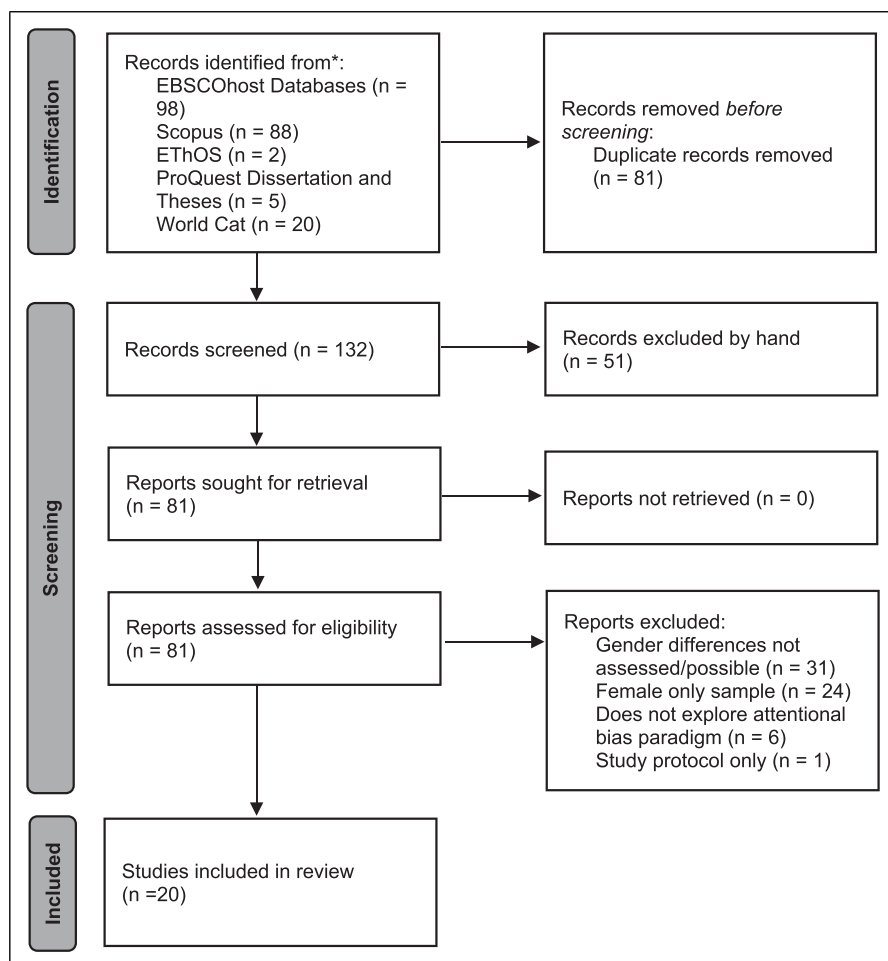 Identification
Records identified from*:
EBSCOhost Databases (n =
98)
Scopus (n = 88)
EThOS (n = 2)
ProQuest Dissertation and
Theses (n = 5)
World Cat (n = 20)
Records removed before
screening:
Duplicate records removed
(n = 81)
Screening
Records screened (n = 132)
Records excluded by hand
(n = 51)
Reports sought for retrieval
(n = 81)
Reports not retrieved (n = 0)
Reports assessed for eligibility
(n = 81)
Reports excluded:
Gender differences not
assessed/possible (n = 31)
Female only sample (n = 24)
Does not explore attentional
bias paradigm (n = 6)
Study protocol only (n = 1)
Included
Studies included in review
(n =20)